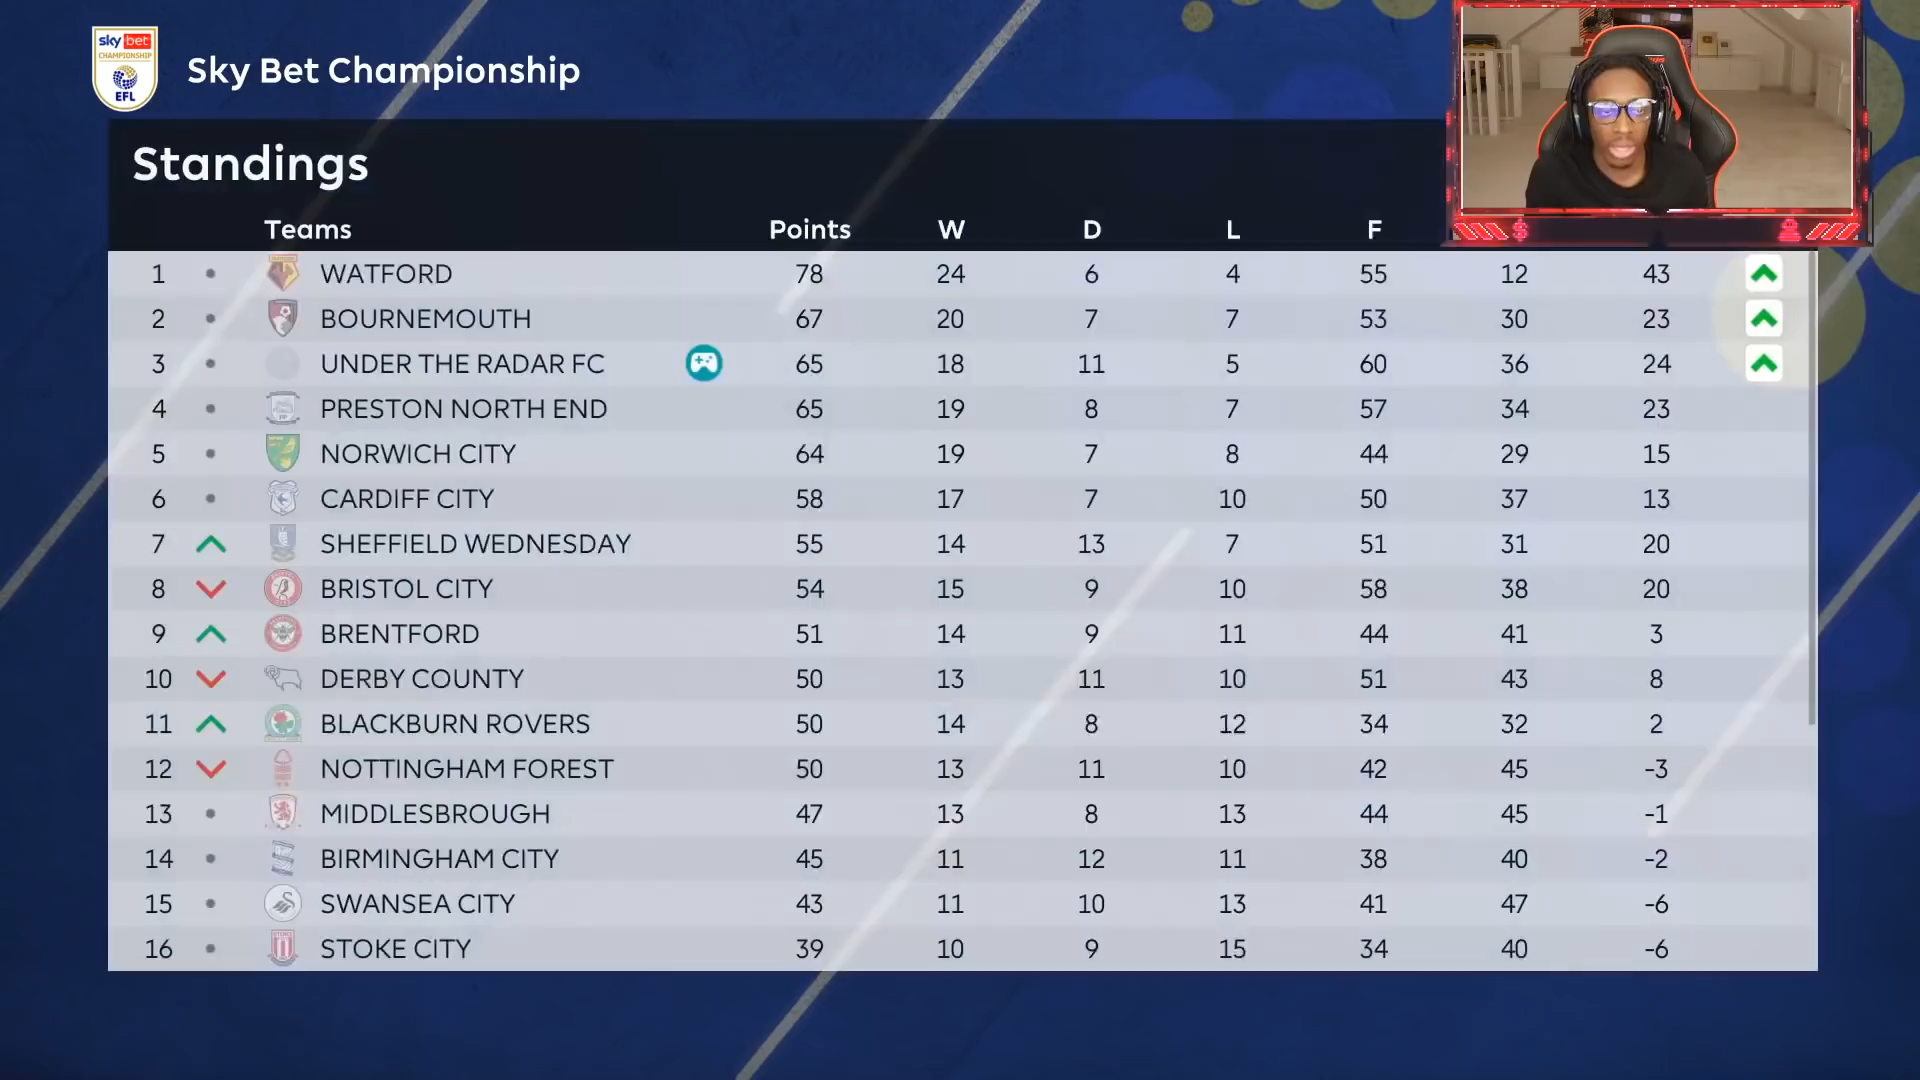 sky bet
CHAMPIONSHIP
EFL
Sky Bet Championship
Standings
Teams Points W D L F
1 WATFORD 78 24 6 4 55 12 43
2 BOURNEMOUTH 67 20 7 7 53 30 23
3 UNDER THE RADAR FC 65 18 11 5 60 36 24
4 PRESTON NORTH END 65 19 8 7 57 34 23
5 NORWICH CITY 64 19 7 8 44 29 15
6 CARDIFF CITY 58 17 7 10 50 37 13
7 SHEFFIELD WEDNESDAY 55 14 13 7 51 31 20
8 BRISTOL CITY 54 15 9 10 58 38 20
9 BRENTFORD 51 14 9 11 44 41 3
10 DERBY COUNTY 50 13 11 10 51 43 8
11 BLACKBURN ROVERS 50 14 8 12 34 32 2
12 NOTTINGHAM FOREST 50 13 11 10 42 45 -3
13 MIDDLESBROUGH 47 13 8 13 44 45 -1
14 BIRMINGHAM CITY 45 11 12 11 38 40 -2
15 SWANSEA CITY 43 11 10 13 41 47 -6
16 STOKE CITY 39 10 9 15 34 40 -6